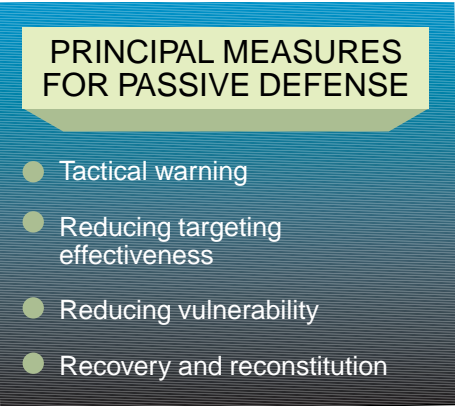 PRINCIPAL MEASURES
FOR PASSIVE DEFENSE
Tactical warning
Reducing targeting
effectiveness
Reducing vulnerability
Recovery and reconstitution